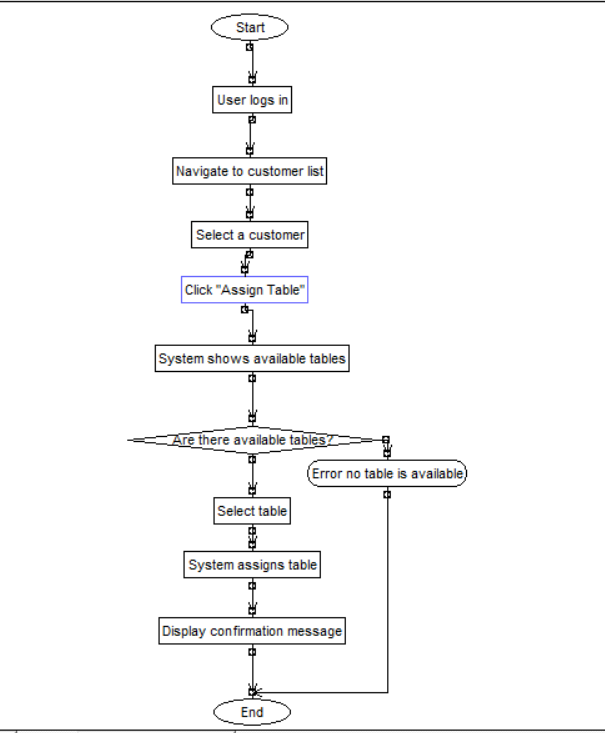 Start
User logs in
Navigate to customer list
Select a customer
Click "Assign Table"
System shows available tables
Are there available tables?
Error no table is available
Select table
System assigns table
Display confirmation message
End